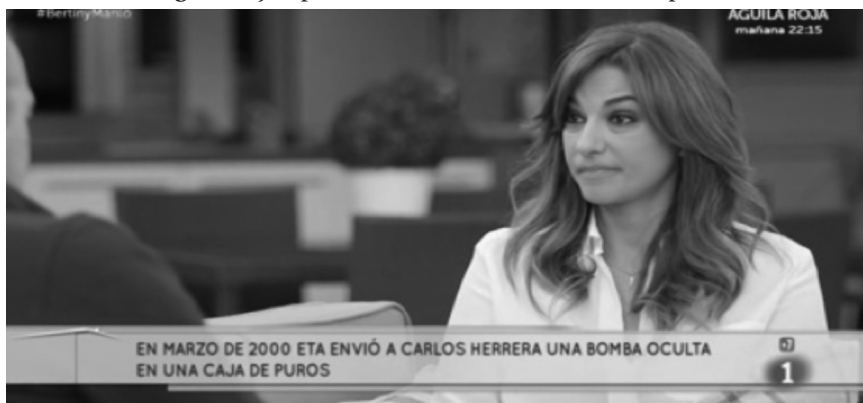 #BertinyMariló
ÁGUILA ROJA
mañana 22:15
EN MARZO DE 2000 ETA ENVIÓ A CARLOS HERRERA UNA BOMBA OCULTA
EN UNA CAJA DE PUROS
1